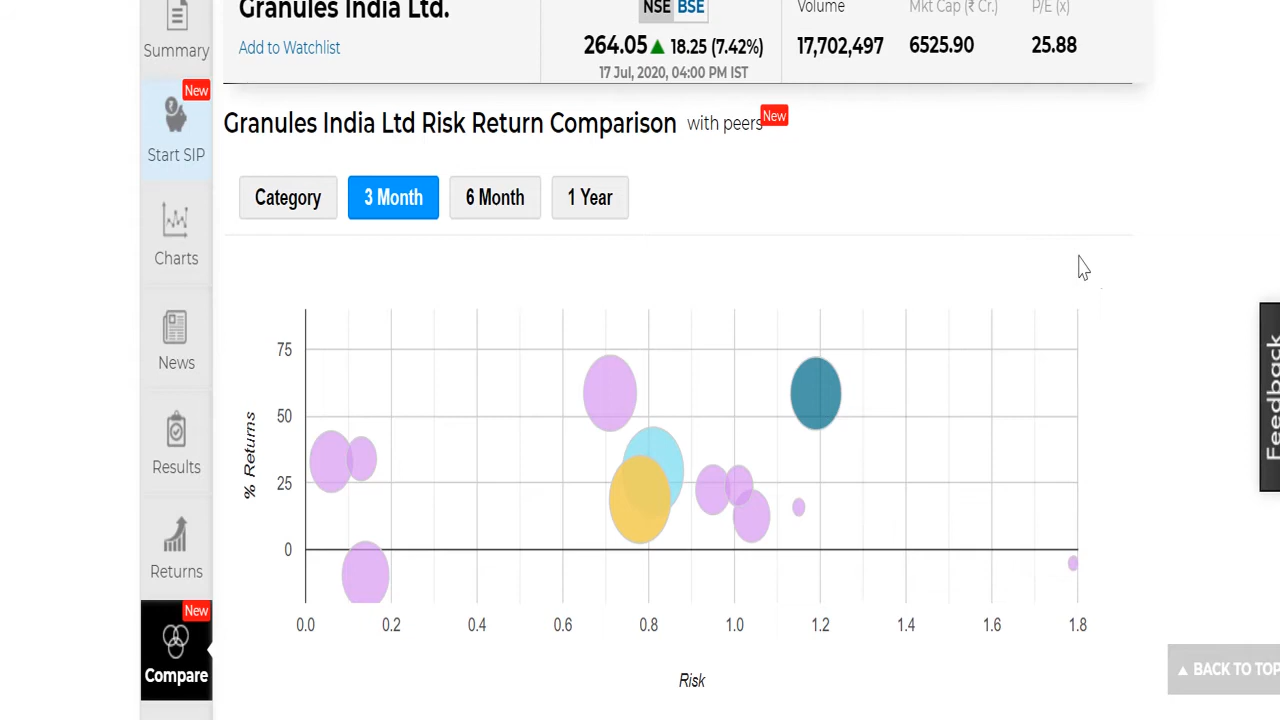 Granules India Ltd.
Add to Watchlist
NSE BSE
264.05 ▲ 18.25 (7.42%)
17 Jul, 2020, 04:00 PM IST
Volume
17,702,497
Mkt Cap (₹ Cr.)
6525.90
P/E (x)
25.88
Summary
New
Start SIP
Charts
News
Results
Returns
New
Compare
Granules India Ltd Risk Return Comparison with peers New
Category 3 Month 6 Month 1 Year
% Returns
75
50
25
0
0.0 0.2 0.4 0.6 0.8 1.0 1.2 1.4 1.6 1.8
Risk
Feedback
▲ BACK TO TOP